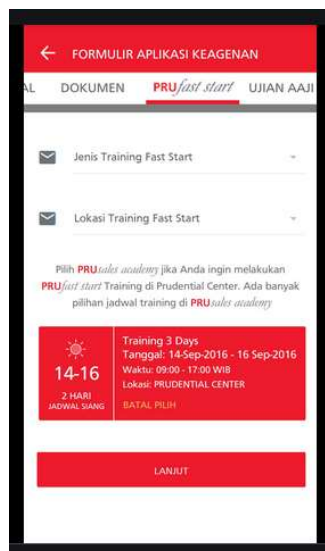 FORMULIR APLIKASI KEAGENAN
AL DOKUMEN PRUfast start UJIAN AAJI
Jenis Training Fast Start
Lokasi Training Fast Start
Pilih PRUsales academy jika Anda ingin melakukan
PRUfast start Training di Prudential Center. Ada banyak
pilihan jadwal training di PRUsales academy
14-16
2 HARI
JADWAL SIANG
Training 3 Days
Tanggal: 14-Sep-2016 - 16 Sep-2016
Waktu: 09:00 - 17:00 WIB
Lokasi: PRUDENTIAL CENTER
BATAL PILIH
LANJUT